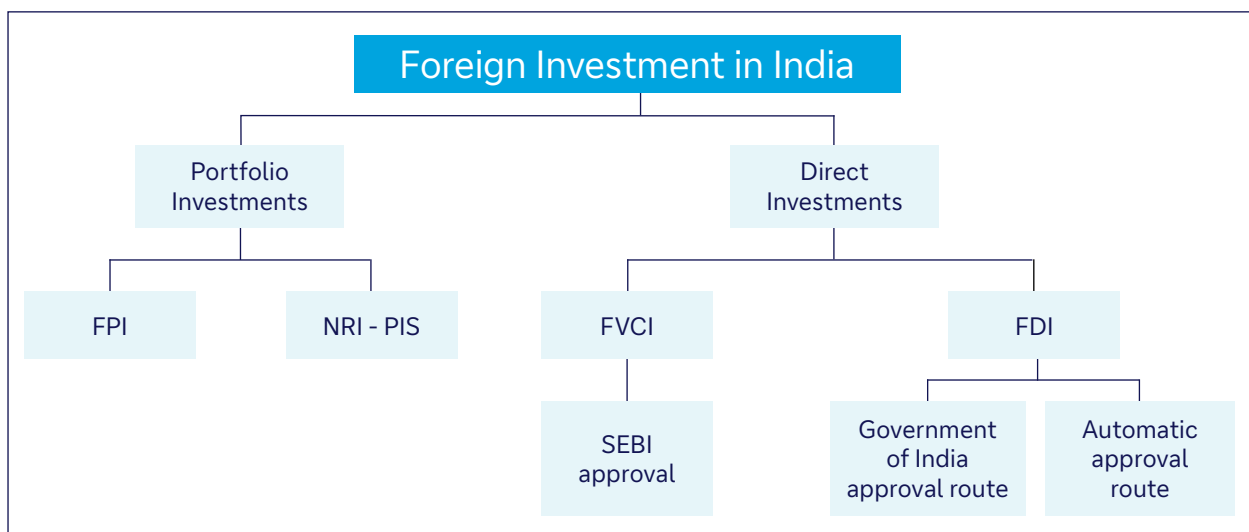 Foreign Investment in India
Portfolio
Investments
Direct
Investments
FPI
NRI - PIS
FVCI
FDI
SEBI
approval
Government
of India
approval route
Automatic
approval
route